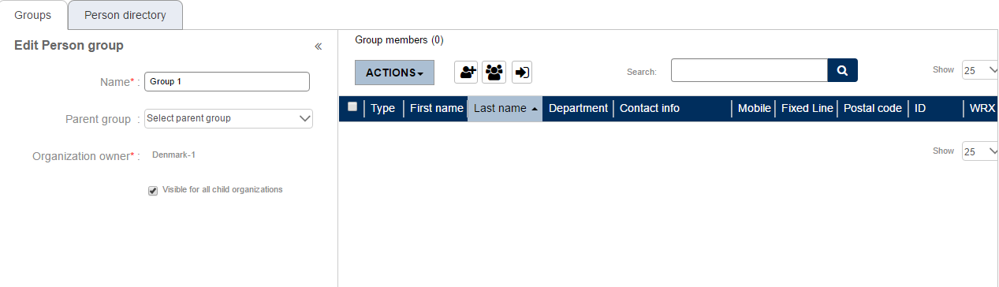 Groups
Person directory
Edit Person group
«
Name* :
Group 1
Parent group :
Select parent group
Organization owner* :
Denmark-1
Visible for all child organizations
Group members (0)
ACTIONS
Search:
Show
25
Type
First name
Last name
Department
Contact info
Mobile
Fixed Line
Postal code
ID
WRX
Show
25